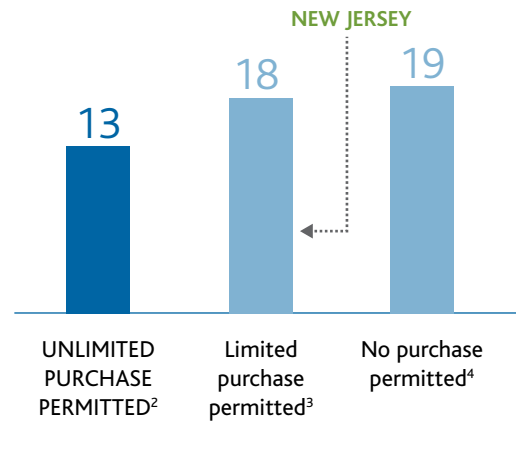 NEW JERSEY
13
18
19
UNLIMITED
PURCHASE
PERMITTED²
Limited
purchase
permitted³
No purchase
permitted⁴